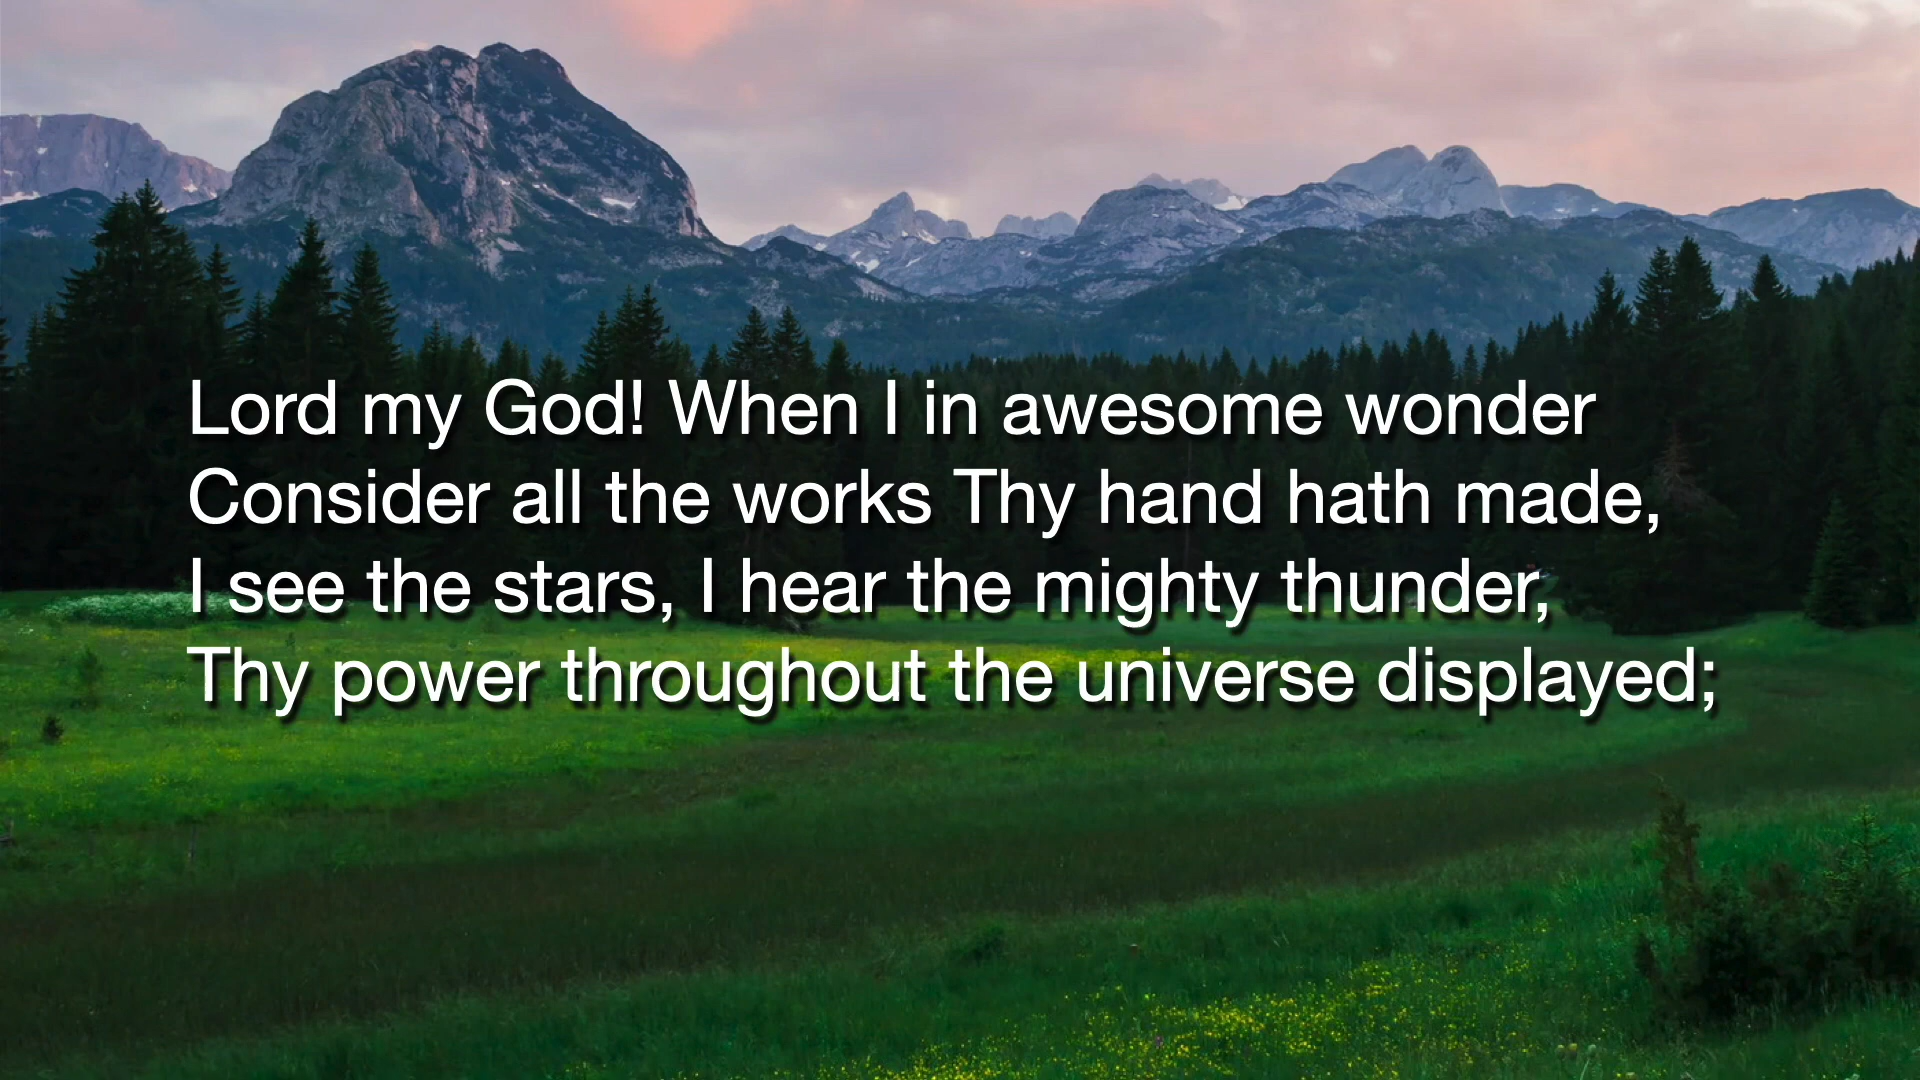 Lord my God! When I in awesome wonder
Consider all the works Thy hand hath made,
I see the stars, I hear the mighty thunder,
Thy power throughout the universe displayed;